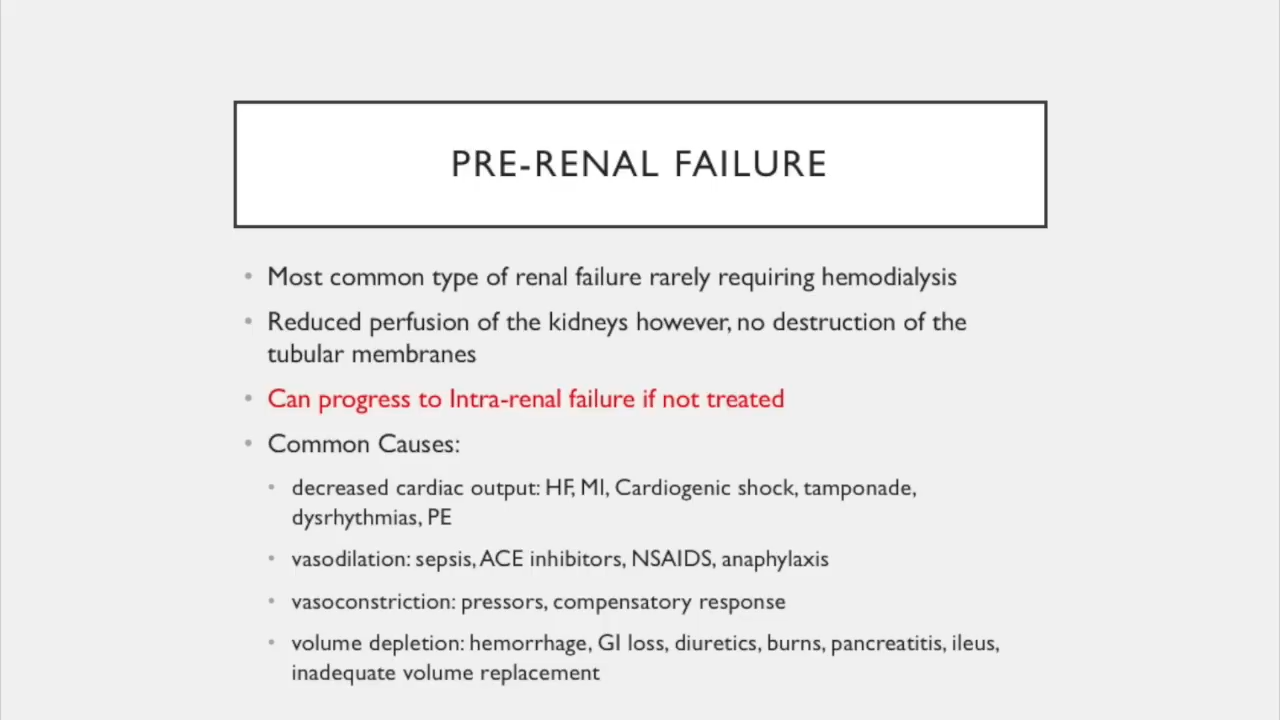 PRE-RENAL FAILURE
• Most common type of renal failure rarely requiring hemodialysis
• Reduced perfusion of the kidneys however, no destruction of the
tubular membranes
• Can progress to Intra-renal failure if not treated
• Common Causes:
• decreased cardiac output: HF, MI, Cardiogenic shock, tamponade,
dysrhythmias, PE
• vasodilation: sepsis, ACE inhibitors, NSAIDS, anaphylaxis
• vasoconstriction: pressors, compensatory response
• volume depletion: hemorrhage, GI loss, diuretics, burns, pancreatitis, ileus,
inadequate volume replacement